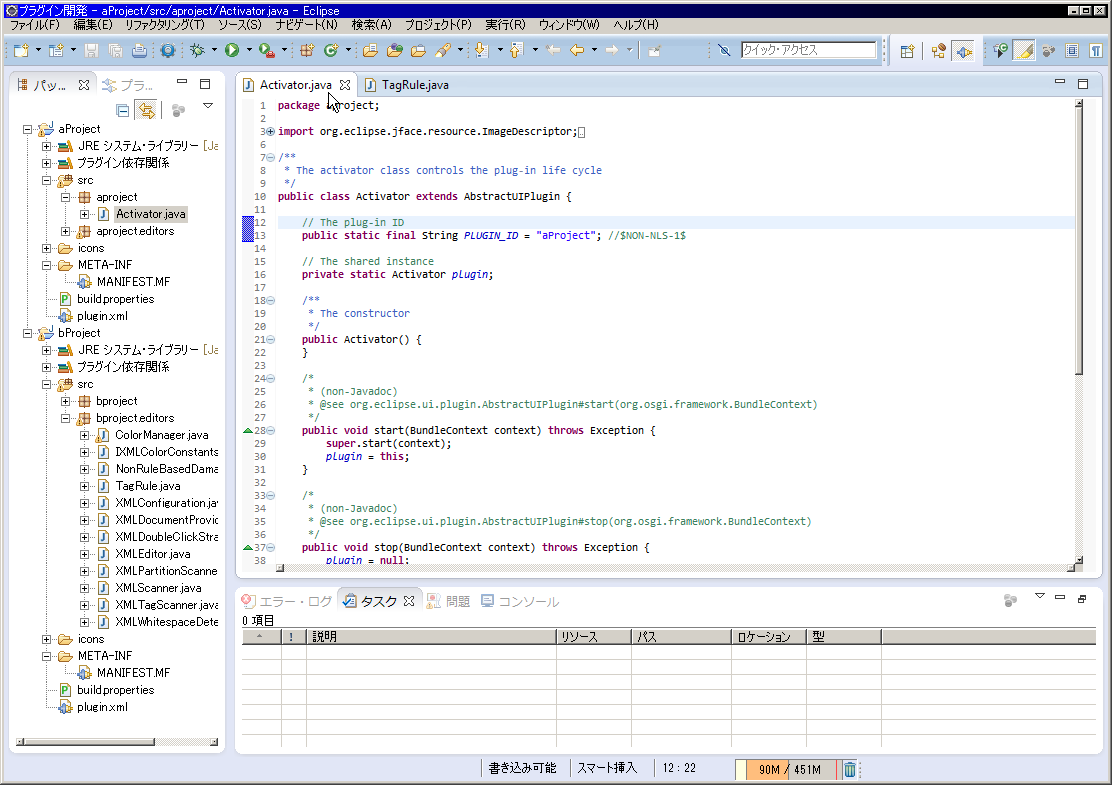 プラグイン開発 - aProject/src/aproject/Activator.java - Eclipse
ファイル(F) 編集(E) リファクタリング(T) ソース(S) ナビゲート(N) 検索(A) プロジェクト(P) 実行(R) ウィンドウ(W) ヘルプ(H)
クイック・アクセス
パッ... プラ...
aProject
JRE システム・ライブラリー [Ja
プラグイン依存関係
src
aproject
Activator.java
aproject.editors
icons
META-INF
MANIFEST.MF
build.properties
plugin.xml
bProject
JRE システム・ライブラリー [Ja
プラグイン依存関係
src
bproject
bproject.editors
ColorManager.java
IXMLColorConstants
NonRuleBasedDama
TagRule.java
XMLConfiguration.jav
XMLDocumentProvid
XMLDoubleClickStra
XMLEditor.java
XMLPartitionScanne
XMLScanner.java
XMLTagScanner.java
XMLWhitespaceDete
icons
META-INF
MANIFEST.MF
build.properties
plugin.xml
Activator.java TagRule.java
1 package project;
2
3 import org.eclipse.jface.resource.ImageDescriptor;
6
7 /**
8 * The activator class controls the plug-in life cycle
9 */
10 public class Activator extends AbstractUIPlugin {
11
12 // The plug-in ID
13 public static final String PLUGIN_ID = "aProject"; //$NON-NLS-1$
14
15 // The shared instance
16 private static Activator plugin;
17
18 /**
19 * The constructor
20 */
21 public Activator() {
22 }
23
24 /*
25 * (non-Javadoc)
26 * @see org.eclipse.ui.plugin.AbstractUIPlugin#start(org.osgi.framework.BundleContext)
27 */
28 public void start(BundleContext context) throws Exception {
29 super.start(context);
30 plugin = this;
31 }
32
33 /*
34 * (non-Javadoc)
35 * @see org.eclipse.ui.plugin.AbstractUIPlugin#stop(org.osgi.framework.BundleContext)
36 */
37 public void stop(BundleContext context) throws Exception {
38 plugin = null;
エラー・ログ タスク 問題 コンソール
0 項目
! 説明 リソース パス ロケーション 型
書き込み可能 スマート挿入 12 : 22 90M / 451M